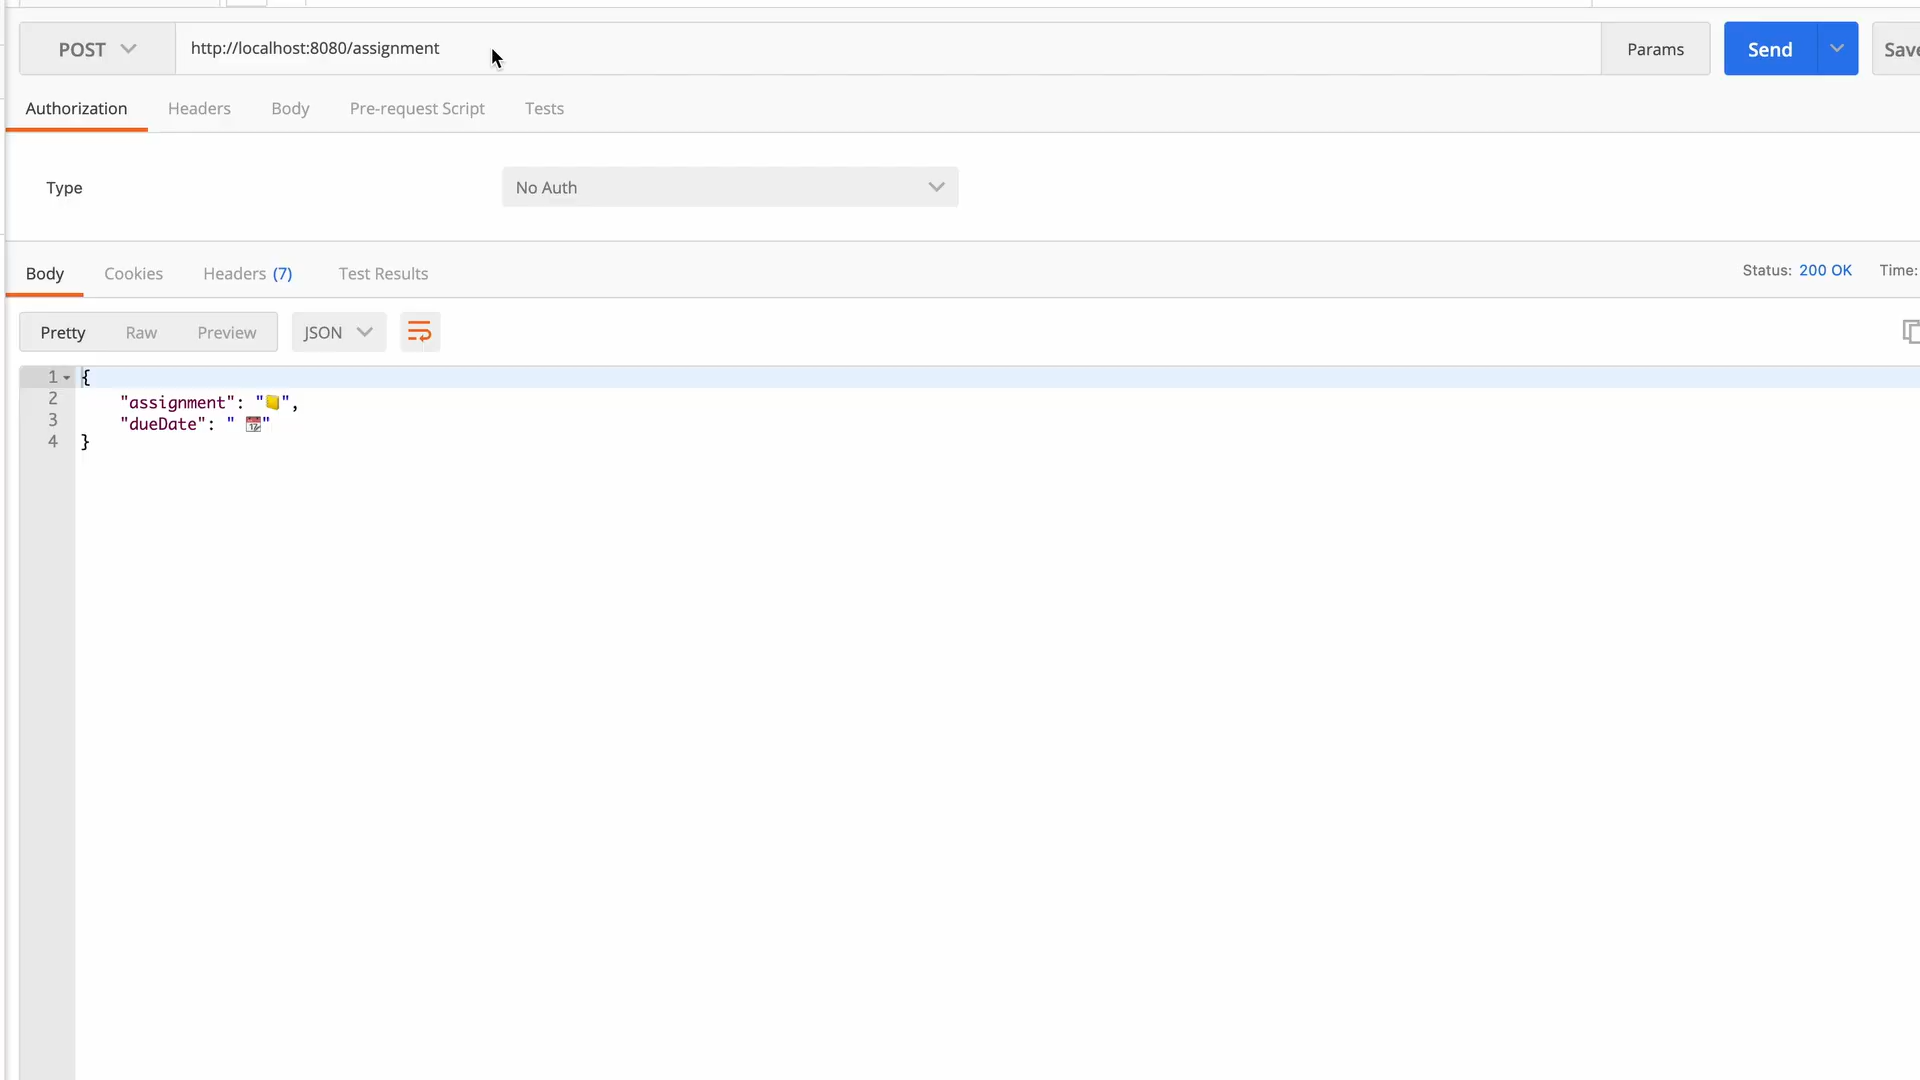 POST http://localhost:8080/assignment Params Send Save
Authorization Headers Body Pre-request Script Tests
Type No Auth
Body Cookies Headers (7) Test Results Status: 200 OK Time:
Pretty Raw Preview JSON
1 {
2 "assignment": "📒",
3 "dueDate": " 📆"
4 }